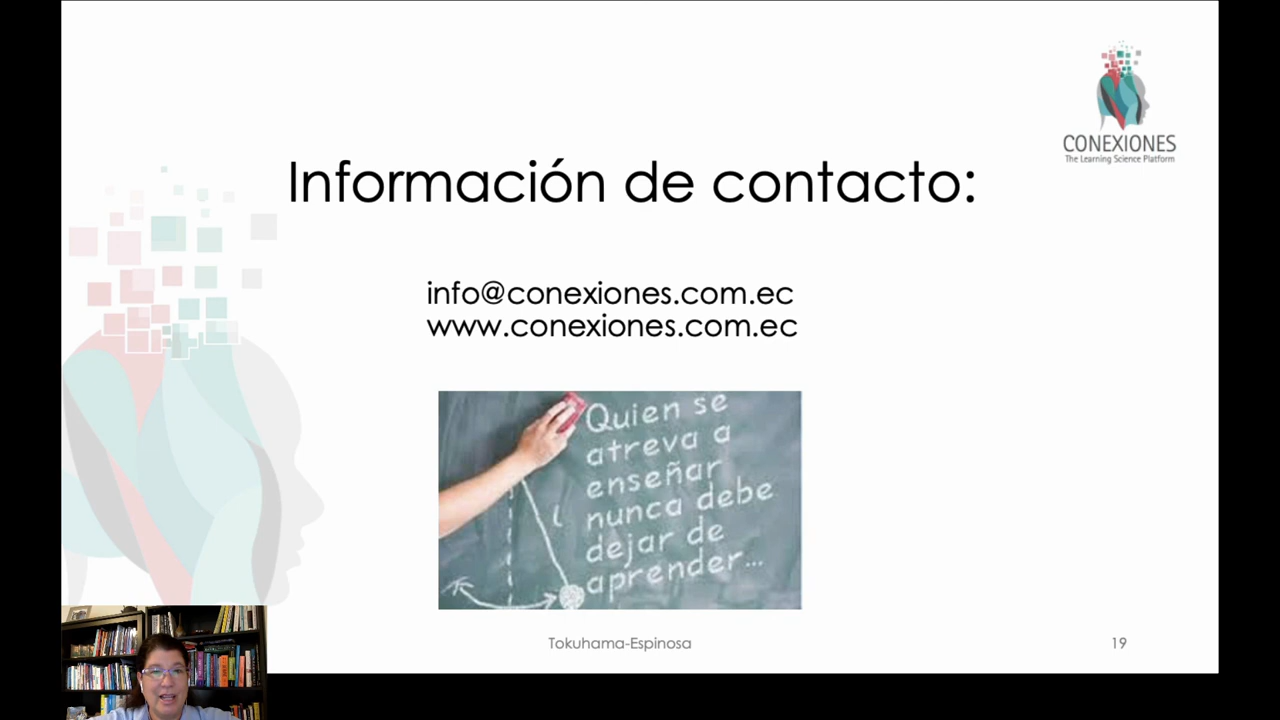 CONEXIONES
The Learning Science Platform
Información de contacto:
info@conexiones.com.ec
www.conexiones.com.ec
Quien se
atreva a
enseñar
nunca debe
dejar de
aprender...
l
Tokuhama-Espinosa
19